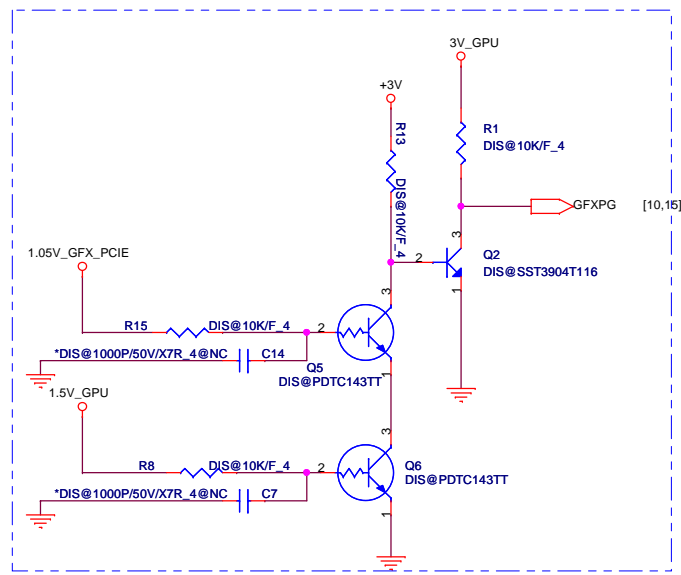 3V_GPU
+3V
R13
DIS@10K/F_4
R1
DIS@10K/F_4
GFXPG [10,15]
3
2
Q2
DIS@SST3904T116
1
1.05V_GFX_PCIE
3
R15 DIS@10K/F_4 2
*DIS@1000P/50V/X7R_4@NC C14
Q5
DIS@PDTC143TT
1
1.5V_GPU
3
R8 DIS@10K/F_4 2
Q6
DIS@PDTC143TT
*DIS@1000P/50V/X7R_4@NC C7
1